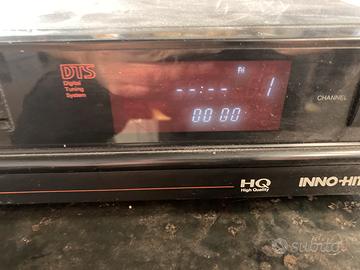 DTS
Digital
Tuning
System
--:--
1
00 00
CHANNEL
HQ
High Quality
INNO-HIT
subito